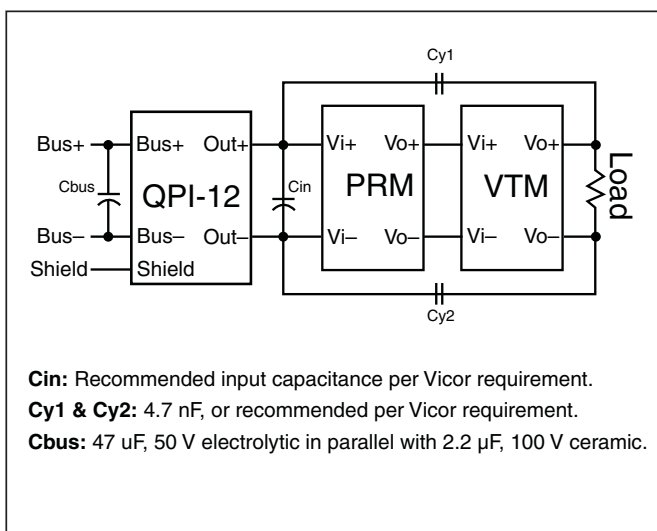 Cy1
Bus+ Bus+ Out+ Vi+ Vo+ Vi+ Vo+
Cbus QPI-12 Cin PRM VTM Load
Bus– Bus– Out– Vi– Vo– Vi– Vo–
Shield Shield
Cy2
Cin: Recommended input capacitance per Vicor requirement.
Cy1 & Cy2: 4.7 nF, or recommended per Vicor requirement.
Cbus: 47 uF, 50 V electrolytic in parallel with 2.2 µF, 100 V ceramic.